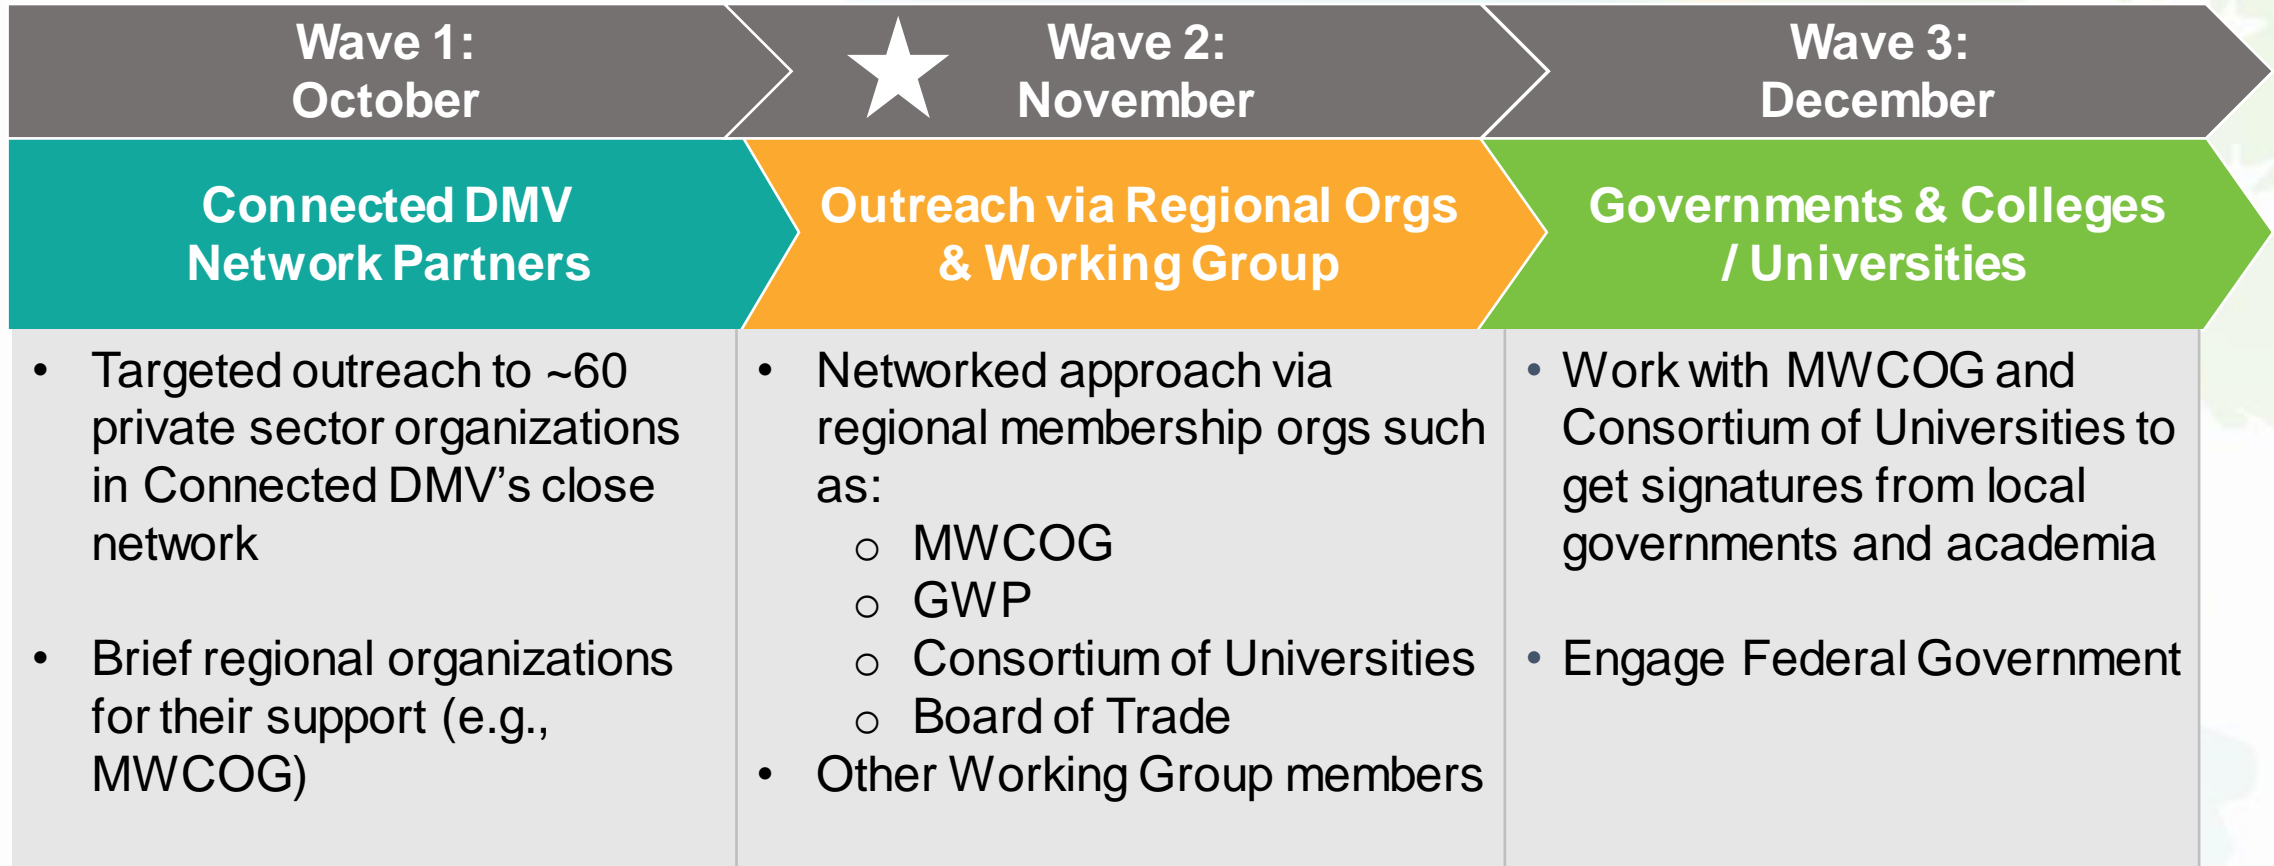 Wave 1:
October
Wave 2:
November
Wave 3:
December
Connected DMV
Network Partners
Outreach via Regional Orgs
& Working Group
Governments & Colleges
/ Universities
• Targeted outreach to ~60
private sector organizations
in Connected DMV’s close
network
• Brief regional organizations
for their support (e.g.,
MWCOG)
• Networked approach via
regional membership orgs such
as:
o MWCOG
o GWP
o Consortium of Universities
o Board of Trade
• Other Working Group members
• Work with MWCOG and
Consortium of Universities to
get signatures from local
governments and academia
• Engage Federal Government